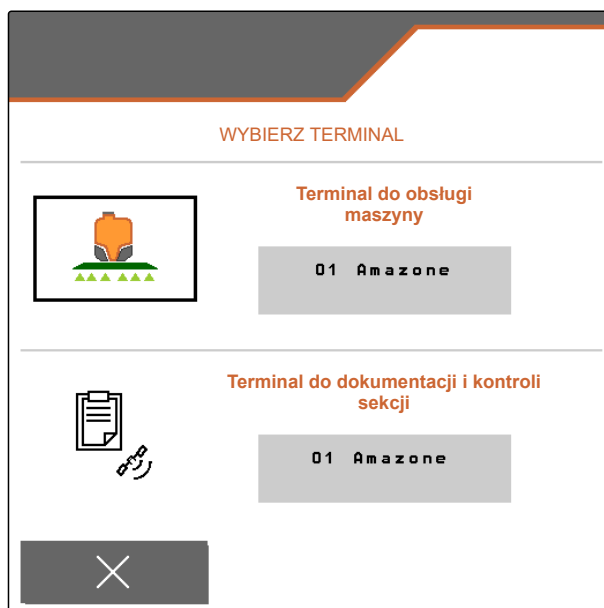 WYBIERZ TERMINAL
Terminal do obsługi
maszyny
01 Amazone
Terminal do dokumentacji i kontroli
sekcji
01 Amazone